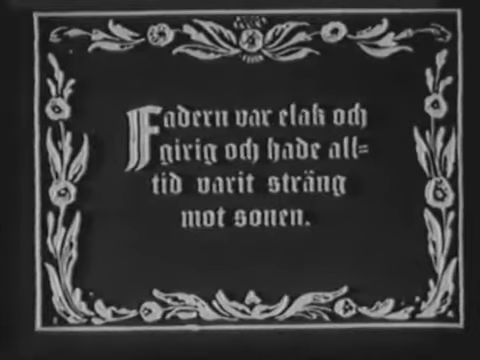 Fadern var elak och
girig och hade all=
tid varit sträng
mot sonen.